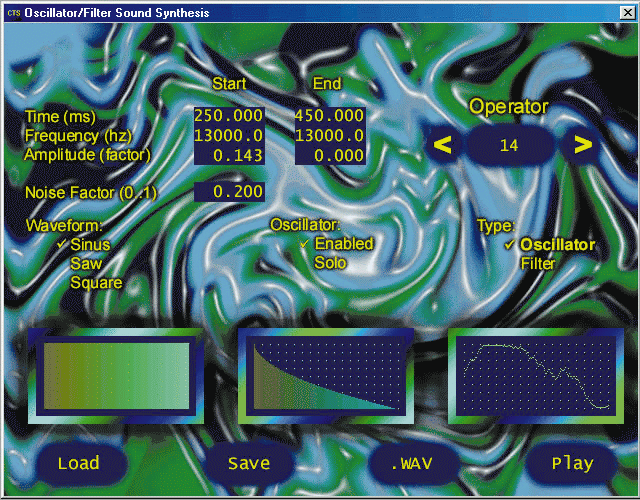 CTS Oscillator/Filter Sound Synthesis
Start End
Operator
Time (ms) 250.000 450.000
Frequency (hz) 13000.0 13000.0
Amplitude (factor) 0.143 0.000
< 14 >
Noise Factor (0..1) 0.200
Waveform: Oscillator: Type:
✓ Sinus ✓ Enabled ✓ Oscillator
Saw Solo Filter
Square
Load Save .WAV Play